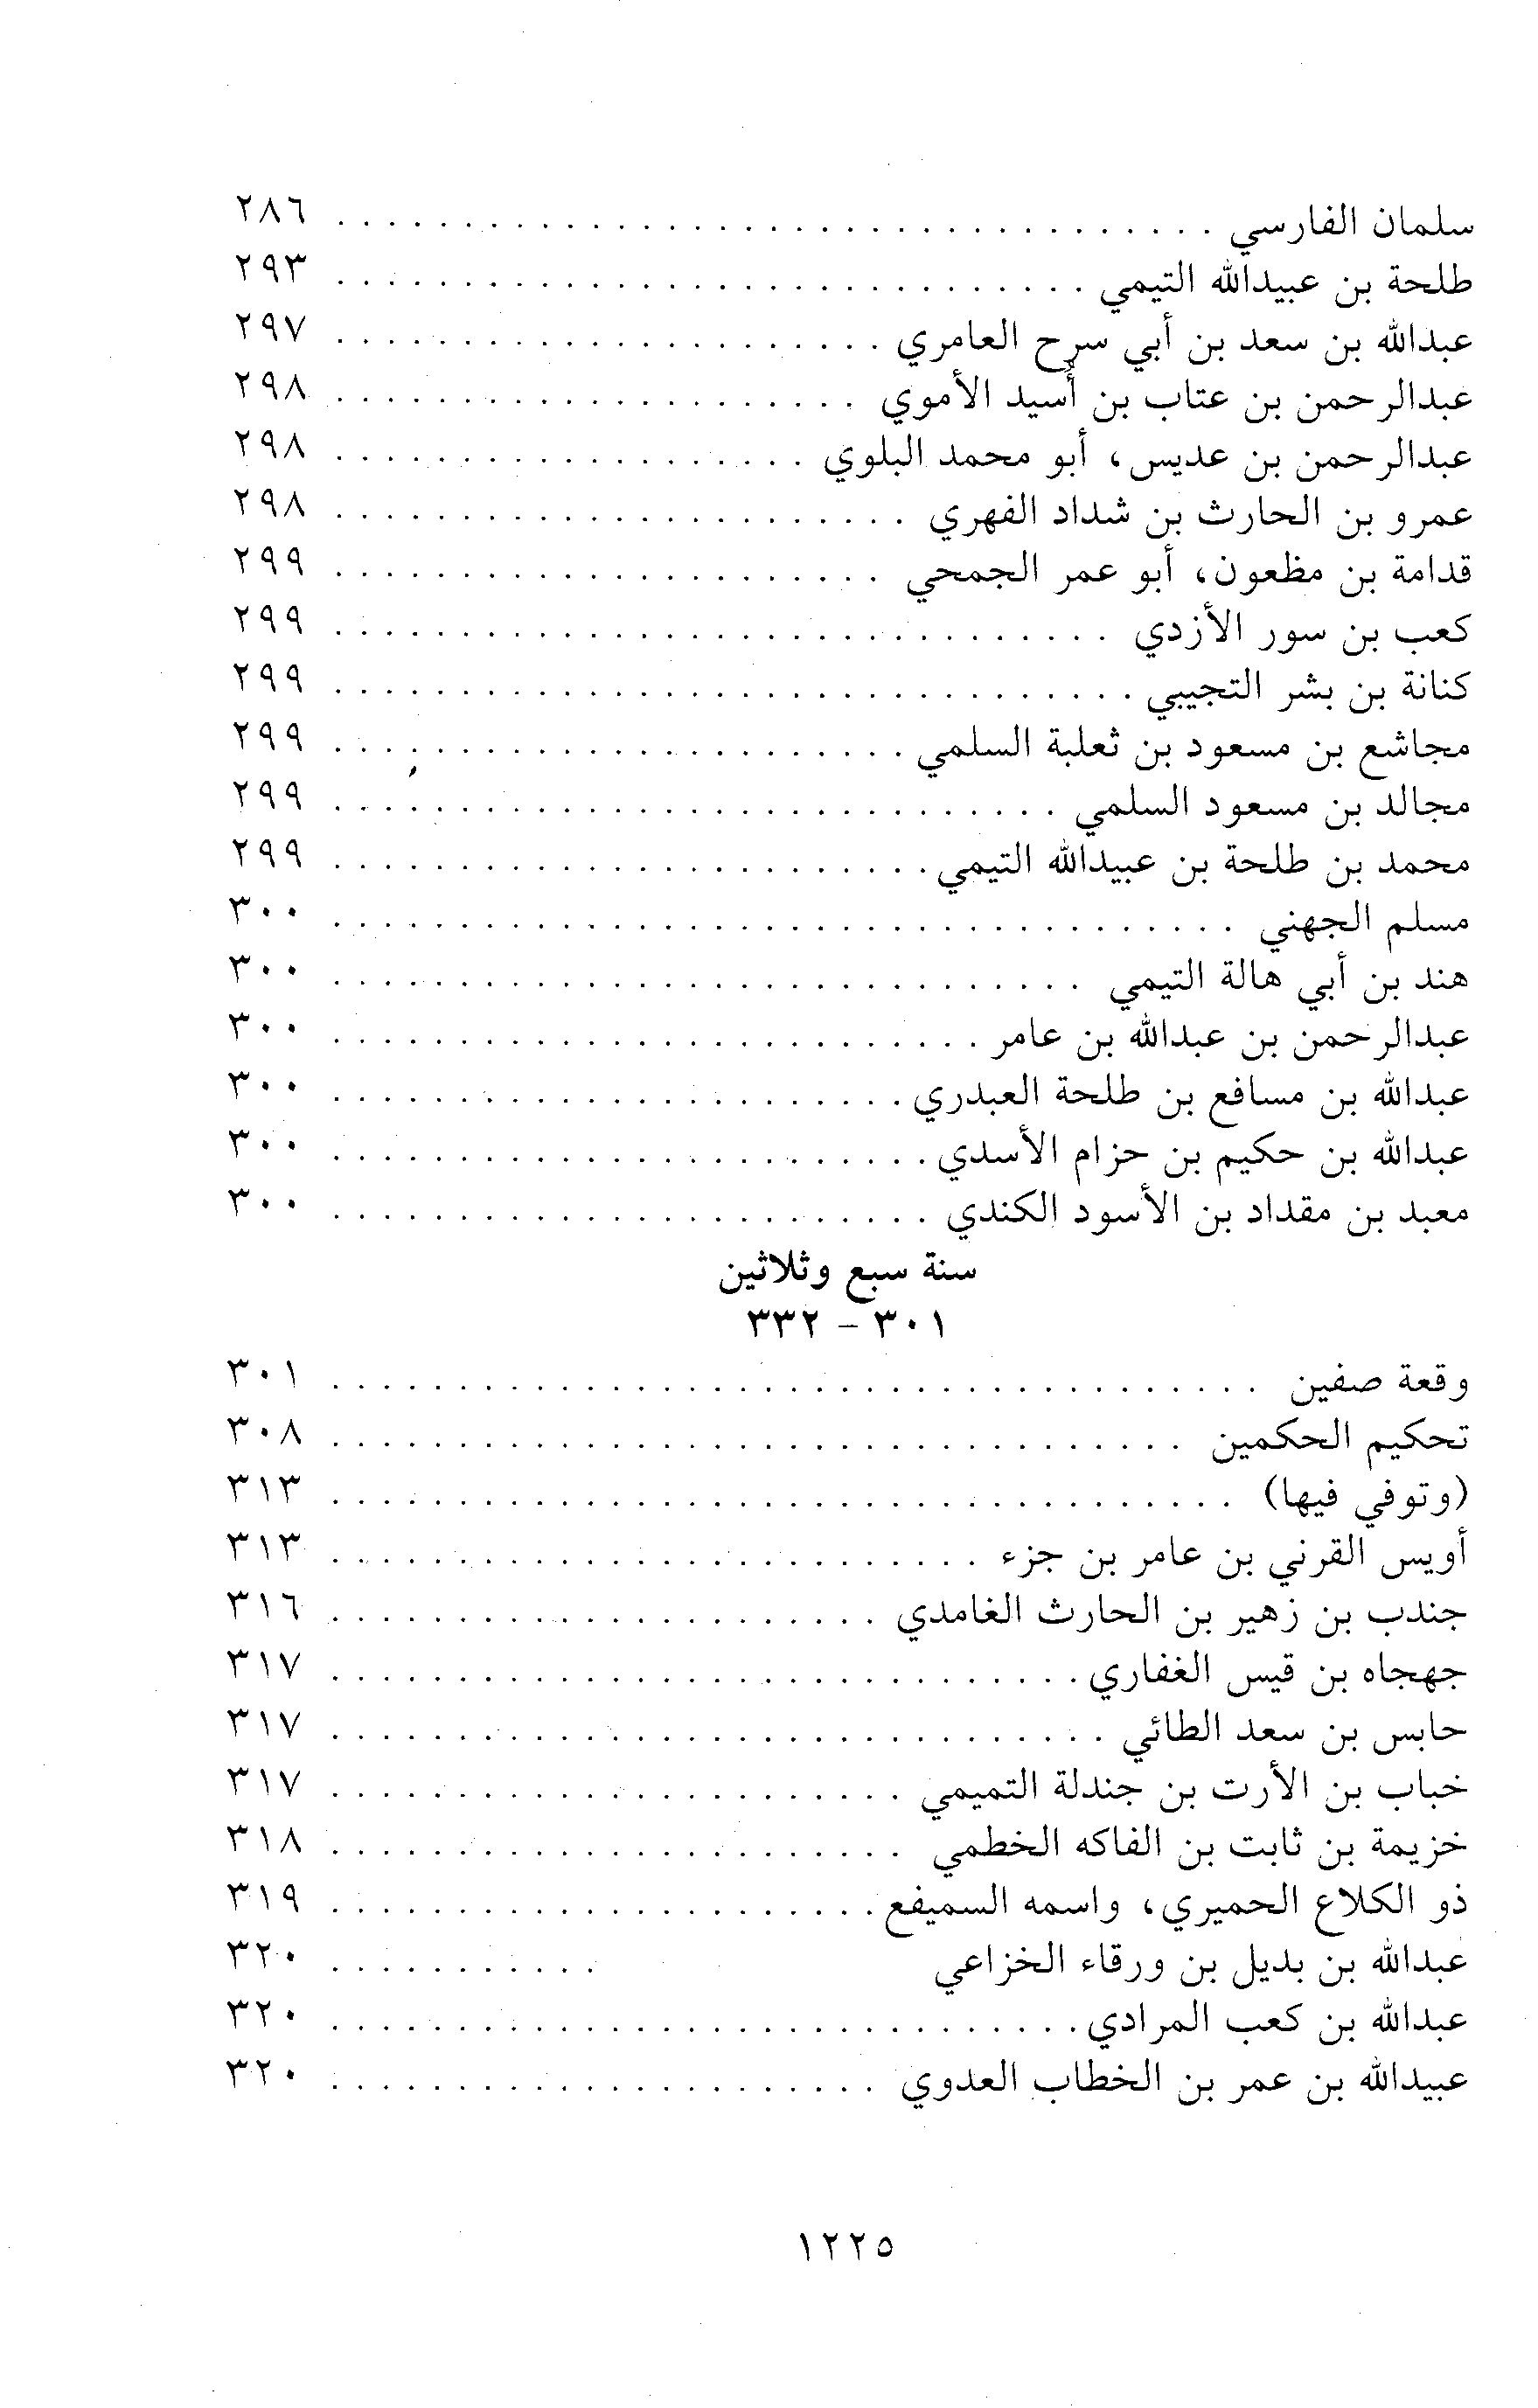 سلمان الفارسي . . . . . . . . . . . . . . . . . . . . ٢٨٦
طلحة بن عبيدالله التيمي . . . . . . . . . . . . . . . . . . . . ٢٩٣
عبدالله بن سعد بن أبي سرح العامري . . . . . . . . . . . . . . . . . . . . ٢٩٧
عبدالرحمن بن عتاب بن أُسيد الأموي . . . . . . . . . . . . . . . . . . . . ٢٩٨
عبدالرحمن بن عديس، أبو محمد البلوي . . . . . . . . . . . . . . . . . . . ٢٩٨
عمرو بن الحارث بن شداد الفهري . . . . . . . . . . . . . . . . . . . . ٢٩٨
قدامة بن مظعون، أبو عمر الجمحي . . . . . . . . . . . . . . . . . . . . ٢٩٩
كعب بن سور الأزدي . . . . . . . . . . . . . . . . . . . . ٢٩٩
كنانة بن بشر التجيبي . . . . . . . . . . . . . . . . . . . . ٢٩٩
مجاشع بن مسعود بن ثعلبة السلمي . . . . . . . . . . . . . . . . . . . . ٢٩٩
مجالد بن مسعود السلمي . . . . . . . . . . . . . . . . . . . . ٢٩٩
محمد بن طلحة بن عبيدالله التيمي . . . . . . . . . . . . . . . . . . . . ٢٩٩
مسلم الجهني . . . . . . . . . . . . . . . . . . . . ٣٠٠
هند بن أبي هالة التيمي . . . . . . . . . . . . . . . . . . . . ٣٠٠
عبدالرحمن بن عبدالله بن عامر . . . . . . . . . . . . . . . . . . . . ٣٠٠
عبدالله بن مسافع بن طلحة العبدري . . . . . . . . . . . . . . . . . . . . ٣٠٠
عبدالله بن حكيم بن حزام الأسدي . . . . . . . . . . . . . . . . . . . . ٣٠٠
معبد بن مقداد بن الأسود الكندي . . . . . . . . . . . . . . . . . . . . ٣٠٠
سنة سبع وثلاثين
٣٠١ - ٣٣٢
وقعة صفين . . . . . . . . . . . . . . . . . . . . ٣٠١
تحكيم الحكمين . . . . . . . . . . . . . . . . . . . . ٣٠٨
(وتوفي فيها) . . . . . . . . . . . . . . . . . . . . ٣١٣
أويس القرني بن عامر بن جزء . . . . . . . . . . . . . . . . . . . . ٣١٣
جندب بن زهير بن الحارث الغامدي . . . . . . . . . . . . . . . . . . . . ٣١٦
جهجاه بن قيس الغفاري . . . . . . . . . . . . . . . . . . . . ٣١٧
حابس بن سعد الطائي . . . . . . . . . . . . . . . . . . . . ٣١٧
خباب بن الأرت بن جندلة التميمي . . . . . . . . . . . . . . . . . . . . ٣١٧
خزيمة بن ثابت بن الفاكه الخطمي . . . . . . . . . . . . . . . . . . . . ٣١٨
ذو الكلاع الحميري، واسمه السميفع . . . . . . . . . . . . . . . . . . . . ٣١٩
عبدالله بن بديل بن ورقاء الخزاعي . . . . . . . . . . . ٣٢٠
عبدالله بن كعب المرادي . . . . . . . . . . . . . . . . . . . . ٣٢٠
عبيدالله بن عمر بن الخطاب العدوي . . . . . . . . . . . . . . . . . . . . ٣٢٠
١٢٢٥